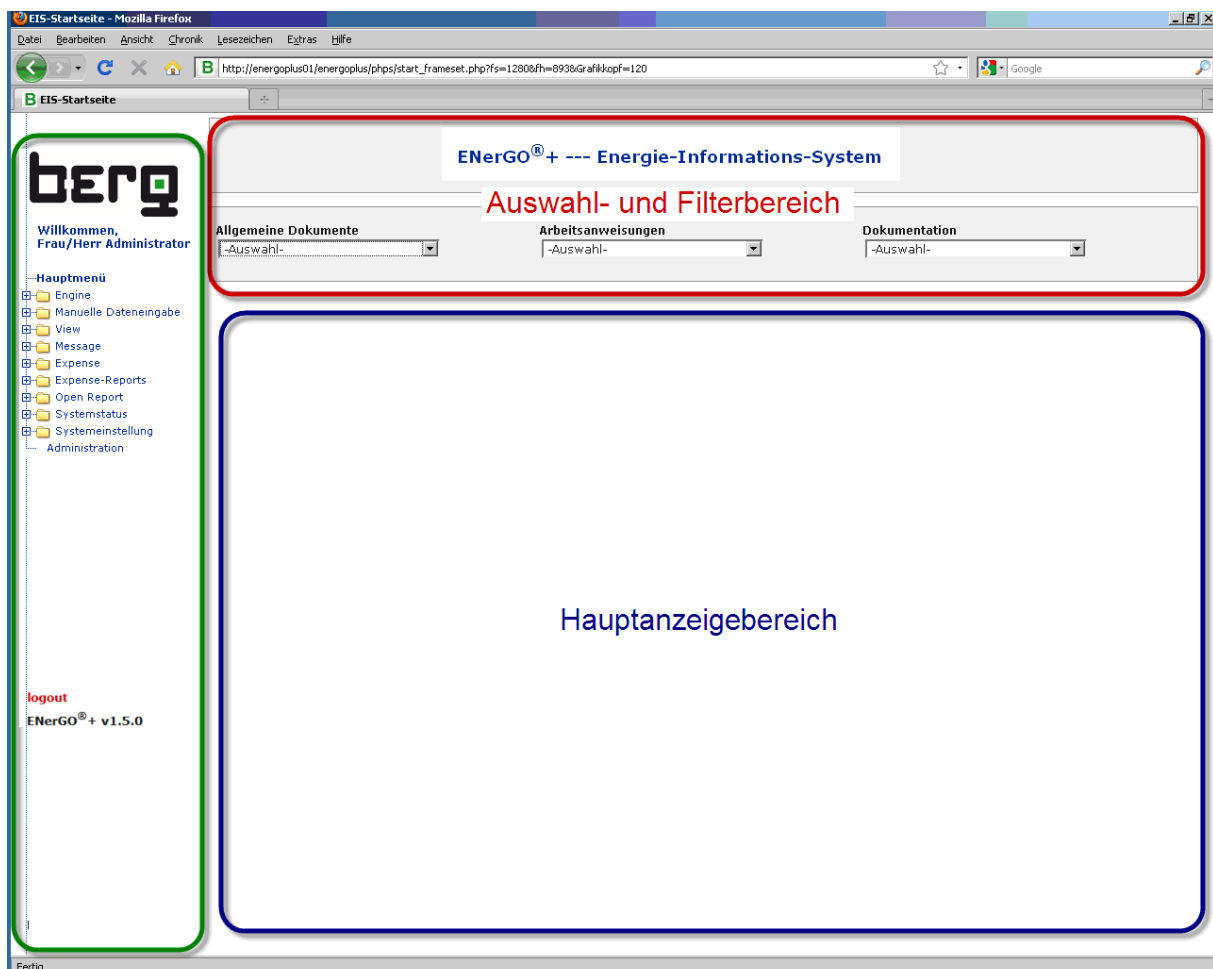 EIS-Startseite - Mozilla Firefox
Datei Bearbeiten Ansicht Chronik Lesezeichen Extras Hilfe
B http://energoplus01/energoplus/phps/start_frameset.php?fs=1280&fh=893&Grafikkopf=120 Google
B EIS-Startseite
berg
Willkommen,
Frau/Herr Administrator
Hauptmenü
Engine
Manuelle Dateneingabe
View
Message
Expense
Expense-Reports
Open Report
Systemstatus
Systemeinstellung
Administration
logout
ENerGO®+ v1.5.0
ENerGO®+ --- Energie-Informations-System
Auswahl- und Filterbereich
Allgemeine Dokumente Arbeitsanweisungen Dokumentation
-Auswahl- -Auswahl- -Auswahl-
Hauptanzeigebereich
Fertig